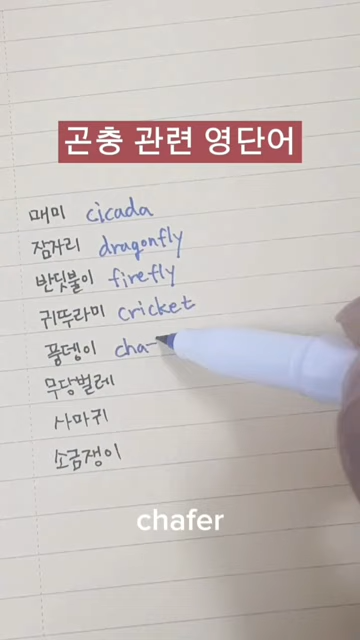 곤충 관련 영단어
매미 cicada
잠자리 dragonfly
반딧불이 firefly
귀뚜라미 cricket
풍뎅이 cha
무당벌레
사마귀
소금쟁이
chafer